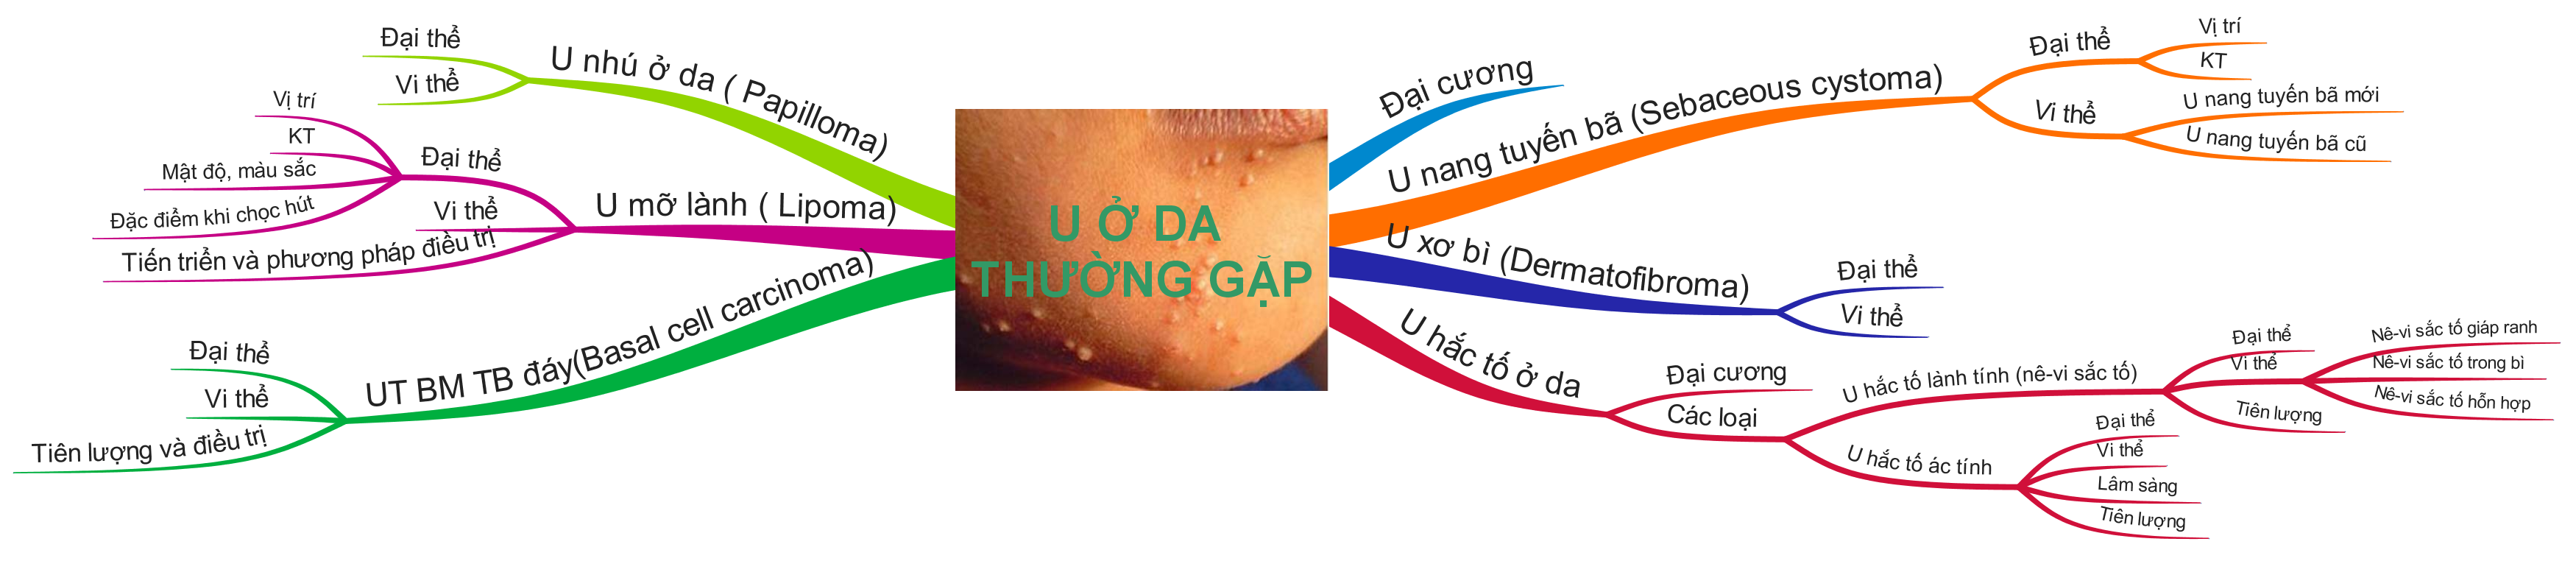 U Ở DA
THƯỜNG GẶP
Đại cương
U nang tuyến bã (Sebaceous cystoma)
Đại thể
Vị trí
KT
Vi thể
U nang tuyến bã mới
U nang tuyến bã cũ
U xơ bì (Dermatofibroma)
Đại thể
Vi thể
U hắc tố ở da
Đại cương
Các loại
U hắc tố lành tính (nê-vi sắc tố)
Đại thể
Vi thể
Nê-vi sắc tố giáp ranh
Nê-vi sắc tố trong bì
Nê-vi sắc tố hỗn hợp
Tiên lượng
U hắc tố ác tính
Đại thể
Vi thể
Lâm sàng
Tiên lượng
U nhú ở da ( Papilloma)
Đại thể
Vi thể
U mỡ lành ( Lipoma)
Đại thể
Vị trí
KT
Mật độ, màu sắc
Đặc điểm khi chọc hút
Vi thể
Tiến triển và phương pháp điều trị
UT BM TB đáy(Basal cell carcinoma)
Đại thể
Vi thể
Tiên lượng và điều trị